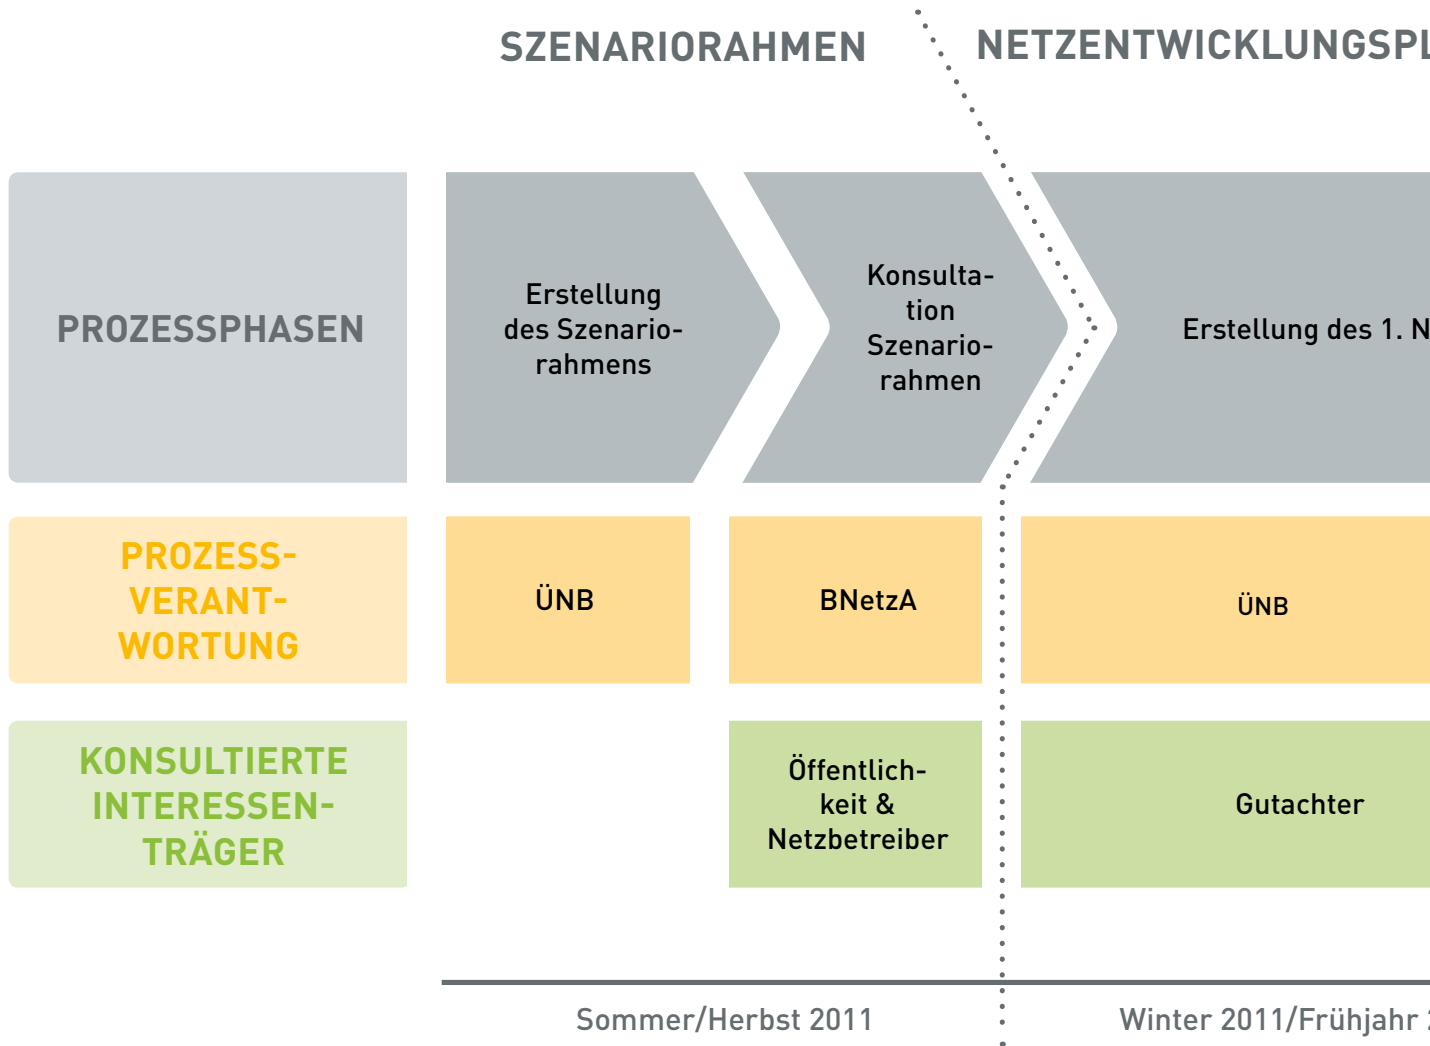 SZENARIORAHMEN
NETZENTWICKLUNGSPL
PROZESSPHASEN
Erstellung
des Szenario-
rahmens
Konsulta-
tion
Szenario-
rahmen
Erstellung des 1. N
PROZESS-
VERANT-
WORTUNG
ÜNB
BNetzA
ÜNB
KONSULTIERTE
INTERESSEN-
TRÄGER
Öffentlich-
keit &
Netzbetreiber
Gutachter
Sommer/Herbst 2011
Winter 2011/Frühjahr